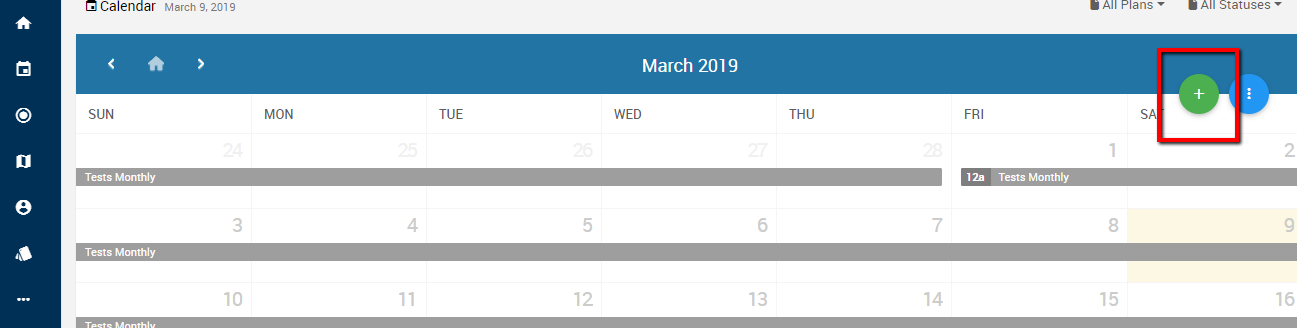 Calendar March 9, 2019 All Plans All Statuses
March 2019
SUN MON TUE WED THU FRI SAT
24 25 26 27 28 1 2
Tests Monthly 12a Tests Monthly
3 4 5 6 7 8 9
Tests Monthly
10 11 12 13 14 15 16
Tests Monthly